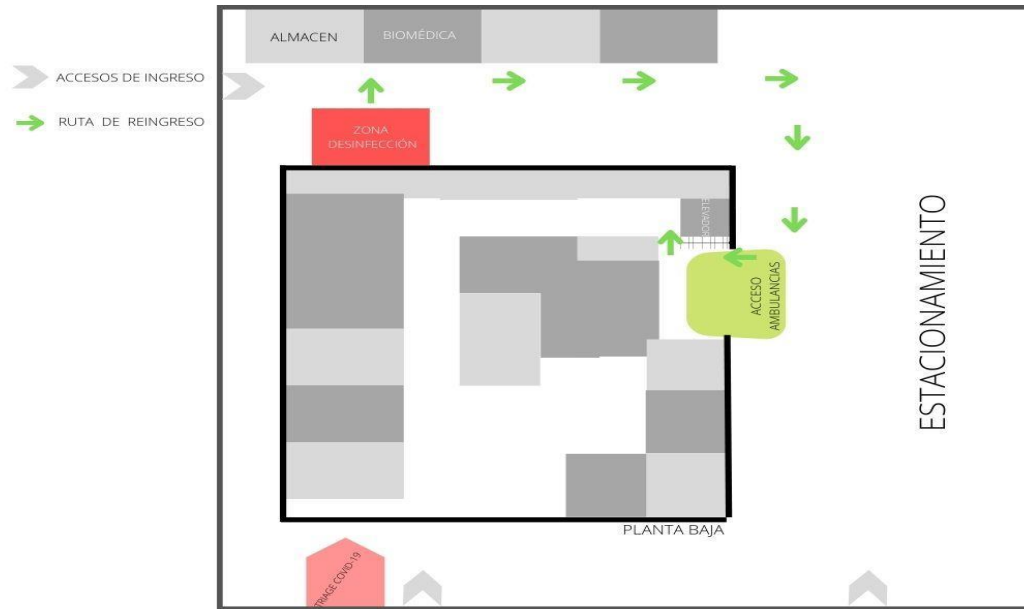 ALMACEN
BIOMÉDICA
ACCESOS DE INGRESO
RUTA DE REINGRESO
ZONA
DESINFECCIÓN
ELEVADOR
ACCESO
AMBULANCIAS
ESTACIONAMIENTO
PLANTA BAJA
TRIAGE COVID-19